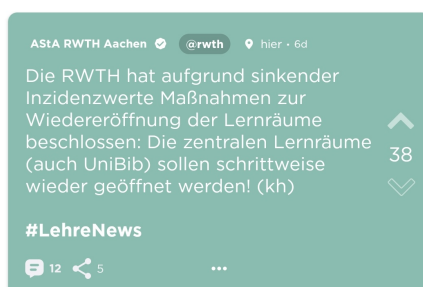 AStA RWTH Aachen @rwth hier • 6d
Die RWTH hat aufgrund sinkender
Inzidenzwerte Maßnahmen zur
Wiedereröffnung der Lernräume
beschlossen: Die zentralen Lernräume
(auch UniBib) sollen schrittweise
wieder geöffnet werden! (kh)
38
#LehreNews
12 5